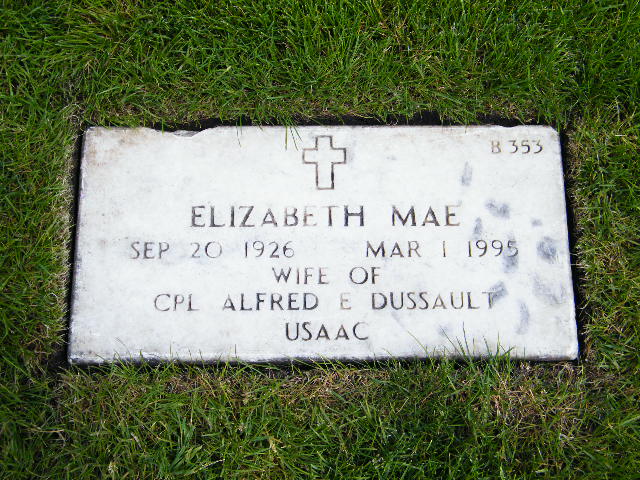 B 353
ELIZABETH MAE
SEP 20 1926 MAR 1 1995
WIFE OF
CPL ALFRED E DUSSAULT
USAAC